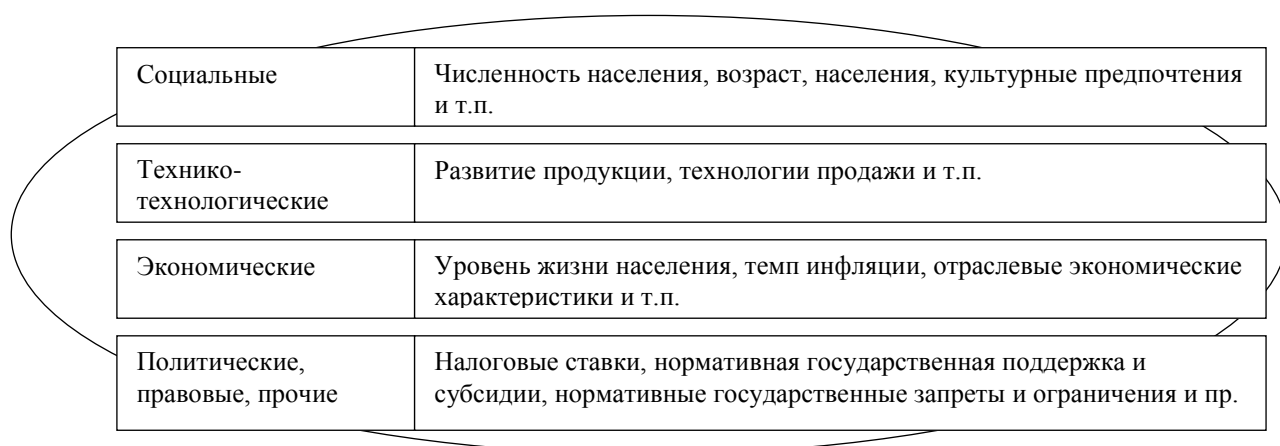 Социальные
Численность населения, возраст, населения, культурные предпочтения
и т.п.
Технико-
технологические
Развитие продукции, технологии продажи и т.п.
Экономические
Уровень жизни населения, темп инфляции, отраслевые экономические
характеристики и т.п.
Политические,
правовые, прочие
Налоговые ставки, нормативная государственная поддержка и
субсидии, нормативные государственные запреты и ограничения и пр.